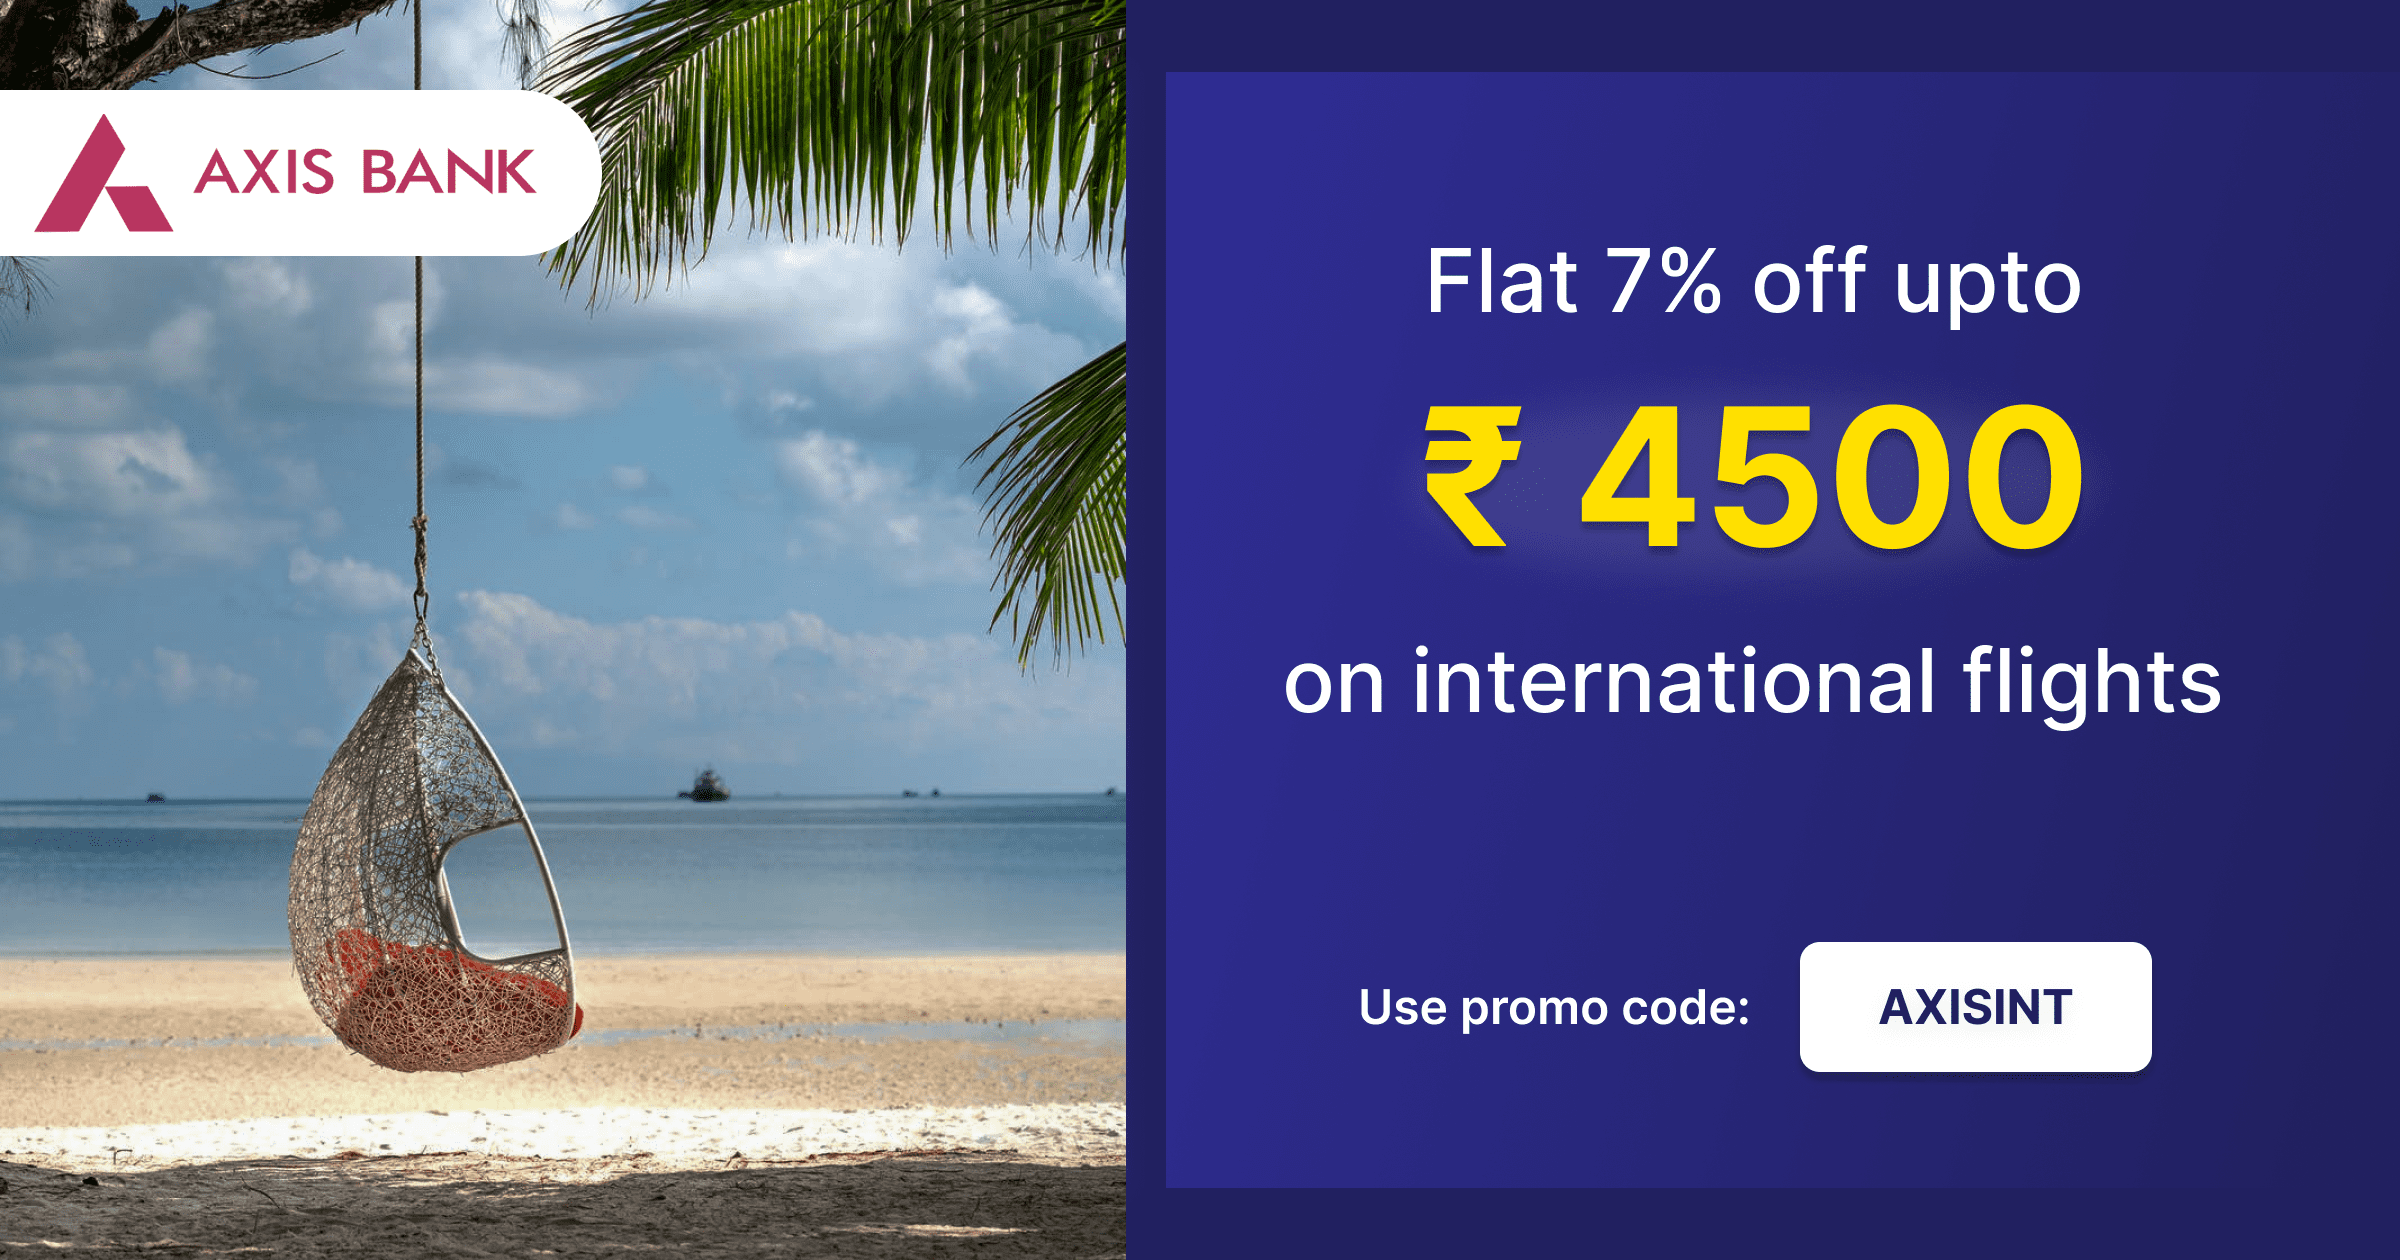 AXIS BANK
Flat 7% off upto
₹ 4500
on international flights
Use promo code:
AXISINT